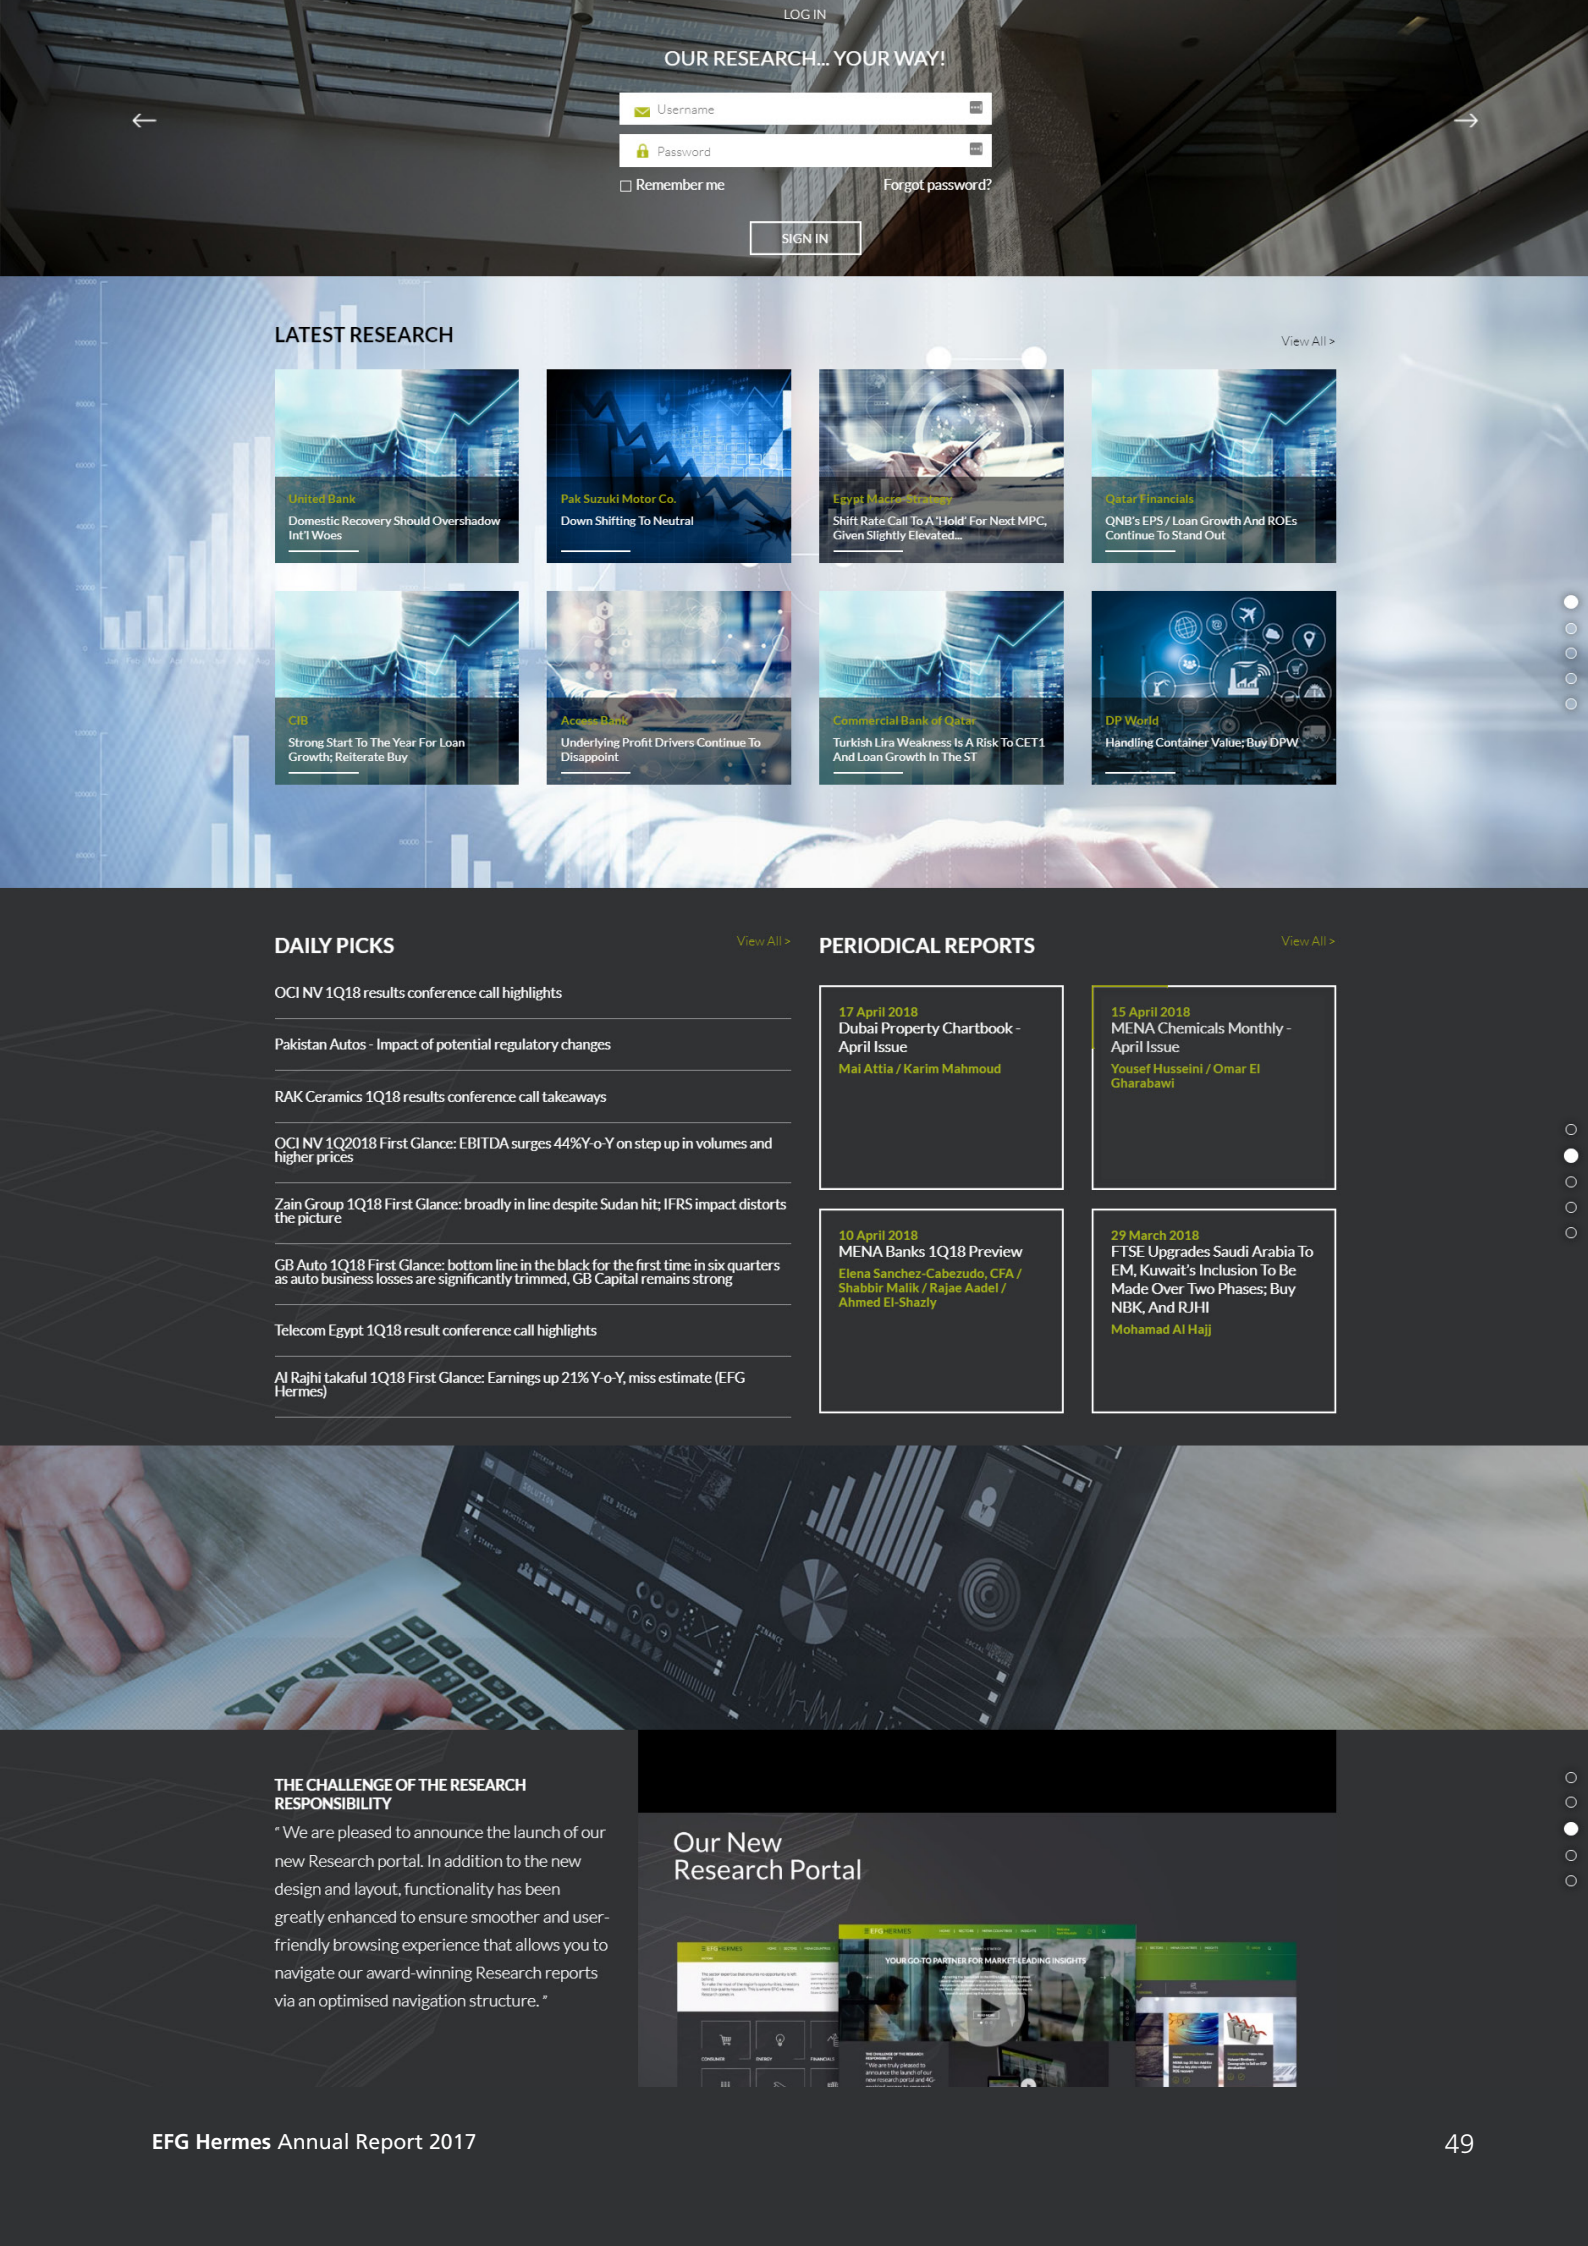 LOG IN
OUR RESEARCH... YOUR WAY!
Username
Password
Remember me
Forgot password?
SIGN IN
LATEST RESEARCH
View All >
United Bank
Domestic Recovery Should Overshadow
Int'l Woes
Pak Suzuki Motor Co.
Down Shifting To Neutral
Egypt Macro-Strategy
Shift Rate Call To A 'Hold' For Next MPC,
Given Slightly Elevated...
Qatar Financials
QNB's EPS / Loan Growth And ROEs
Continue To Stand Out
CIB
Strong Start To The Year For Loan
Growth; Reiterate Buy
Access Bank
Underlying Profit Drivers Continue To
Disappoint
Commercial Bank of Qatar
Turkish Lira Weakness Is A Risk To CET1
And Loan Growth In The ST
DP World
Handling Container Value; Buy DPW
DAILY PICKS
View All >
OCI NV 1Q18 results conference call highlights
Pakistan Autos - Impact of potential regulatory changes
RAK Ceramics 1Q18 results conference call takeaways
OCI NV 1Q2018 First Glance: EBITDA surges 44%Y-o-Y on step up in volumes and
higher prices
Zain Group 1Q18 First Glance: broadly in line despite Sudan hit; IFRS impact distorts
the picture
GB Auto 1Q18 First Glance: bottom line in the black for the first time in six quarters
as auto business losses are significantly trimmed, GB Capital remains strong
Telecom Egypt 1Q18 result conference call highlights
Al Rajhi takaful 1Q18 First Glance: Earnings up 21% Y-o-Y, miss estimate (EFG
Hermes)
PERIODICAL REPORTS
View All >
17 April 2018
Dubai Property Chartbook -
April Issue
Mai Attia / Karim Mahmoud
15 April 2018
MENA Chemicals Monthly -
April Issue
Yousef Husseini / Omar El
Gharabawi
10 April 2018
MENA Banks 1Q18 Preview
Elena Sanchez-Cabezudo, CFA /
Shabbir Malik / Rajae Aadel /
Ahmed El-Shazly
29 March 2018
FTSE Upgrades Saudi Arabia To
EM, Kuwait's Inclusion To Be
Made Over Two Phases; Buy
NBK, And RJHI
Mohamad Al Hajj
THE CHALLENGE OF THE RESEARCH
RESPONSIBILITY
" We are pleased to announce the launch of our
new Research portal. In addition to the new
design and layout, functionality has been
greatly enhanced to ensure smoother and user-
friendly browsing experience that allows you to
navigate our award-winning Research reports
via an optimised navigation structure. "
Our New
Research Portal
EFG HERMES
YOUR GO-TO PARTNER FOR MARKET-LEADING INSIGHTS
CONSUMER
ENERGY
FINANCIALS
EFG Hermes Annual Report 2017
49